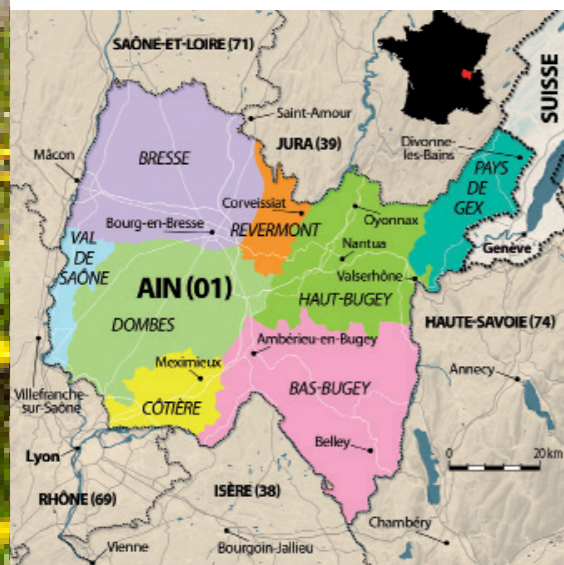 SAÔNE-ET-LOIRE (71)
SUISSE
Saint-Amour
JURA (39)
Divonne-
les-Bains
Mâcon
BRESSE
PAYS
DE
GEX
Corveissiat
Oyonnax
Bourg-en-Bresse
REVERMONT
VAL
DE
SAÔNE
Nantua
Genève
Valserhône
AIN (01)
HAUT-BUGEY
DOMBES
HAUTE-SAVOIE (74)
Ambérieu-en-Bugey
Meximieux
Annecy
BAS-BUGEY
Villefranche-
sur-Saône
CÔTIÈRE
Belley
Lyon
0
20 km
RHÔNE (69)
ISÈRE (38)
Chambéry
Vienne
Bourgoin-Jallieu